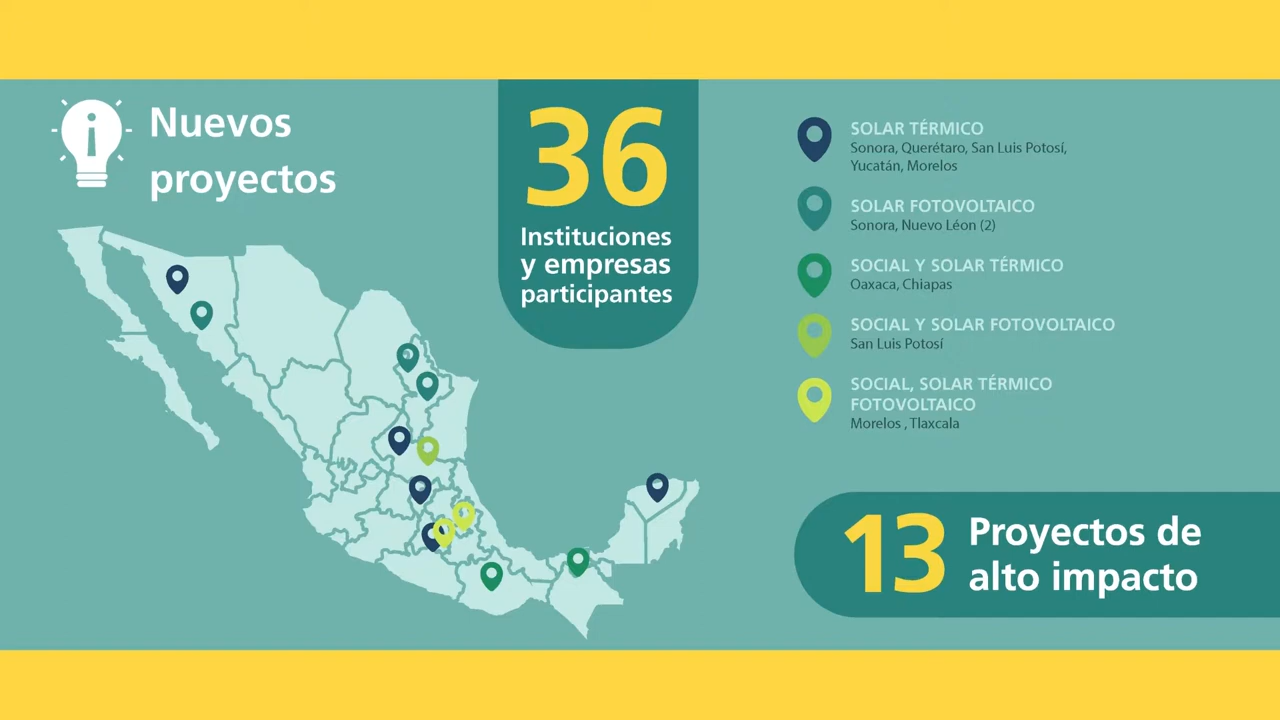 Nuevos
proyectos
36
Instituciones
y empresas
participantes
SOLAR TÉRMICO
Sonora, Querétaro, San Luis Potosí,
Yucatán, Morelos
SOLAR FOTOVOLTAICO
Sonora, Nuevo Léon (2)
SOCIAL Y SOLAR TÉRMICO
Oaxaca, Chiapas
SOCIAL Y SOLAR FOTOVOLTAICO
San Luis Potosí
SOCIAL, SOLAR TÉRMICO
FOTOVOLTAICO
Morelos , Tlaxcala
13
Proyectos de
alto impacto